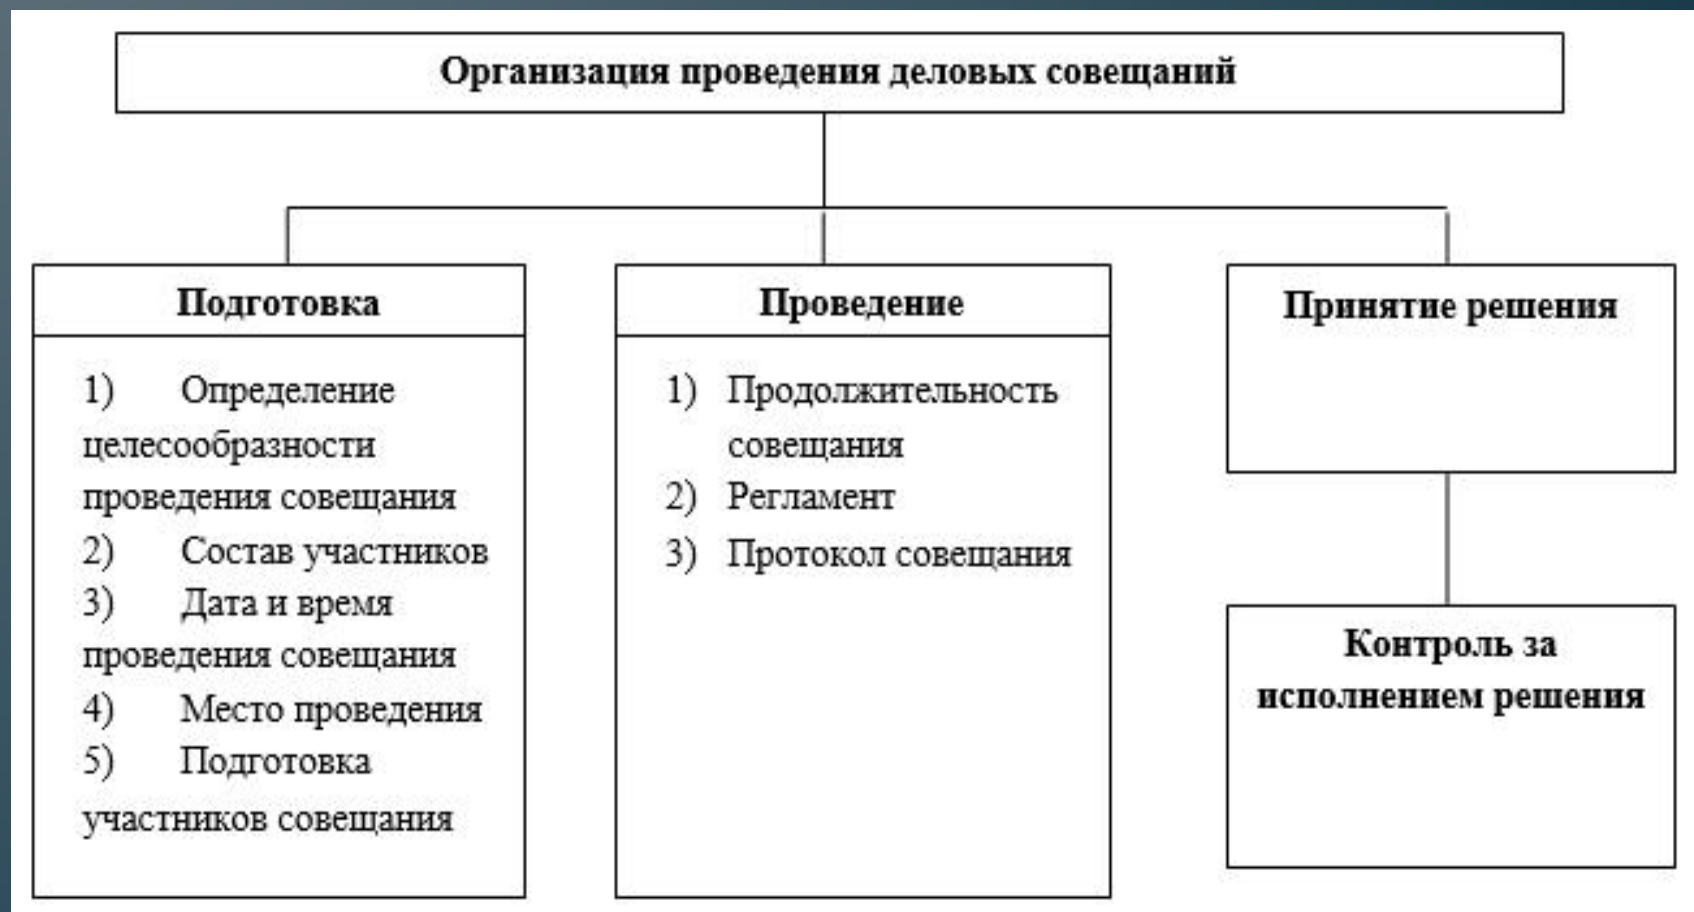 Организация проведения деловых совещаний
Подготовка
1) Определение
целесообразности
проведения совещания
2) Состав участников
3) Дата и время
проведения совещания
4) Место проведения
5) Подготовка
участников совещания
Проведение
1) Продолжительность
совещания
2) Регламент
3) Протокол совещания
Принятие решения
Контроль за
исполнением решения